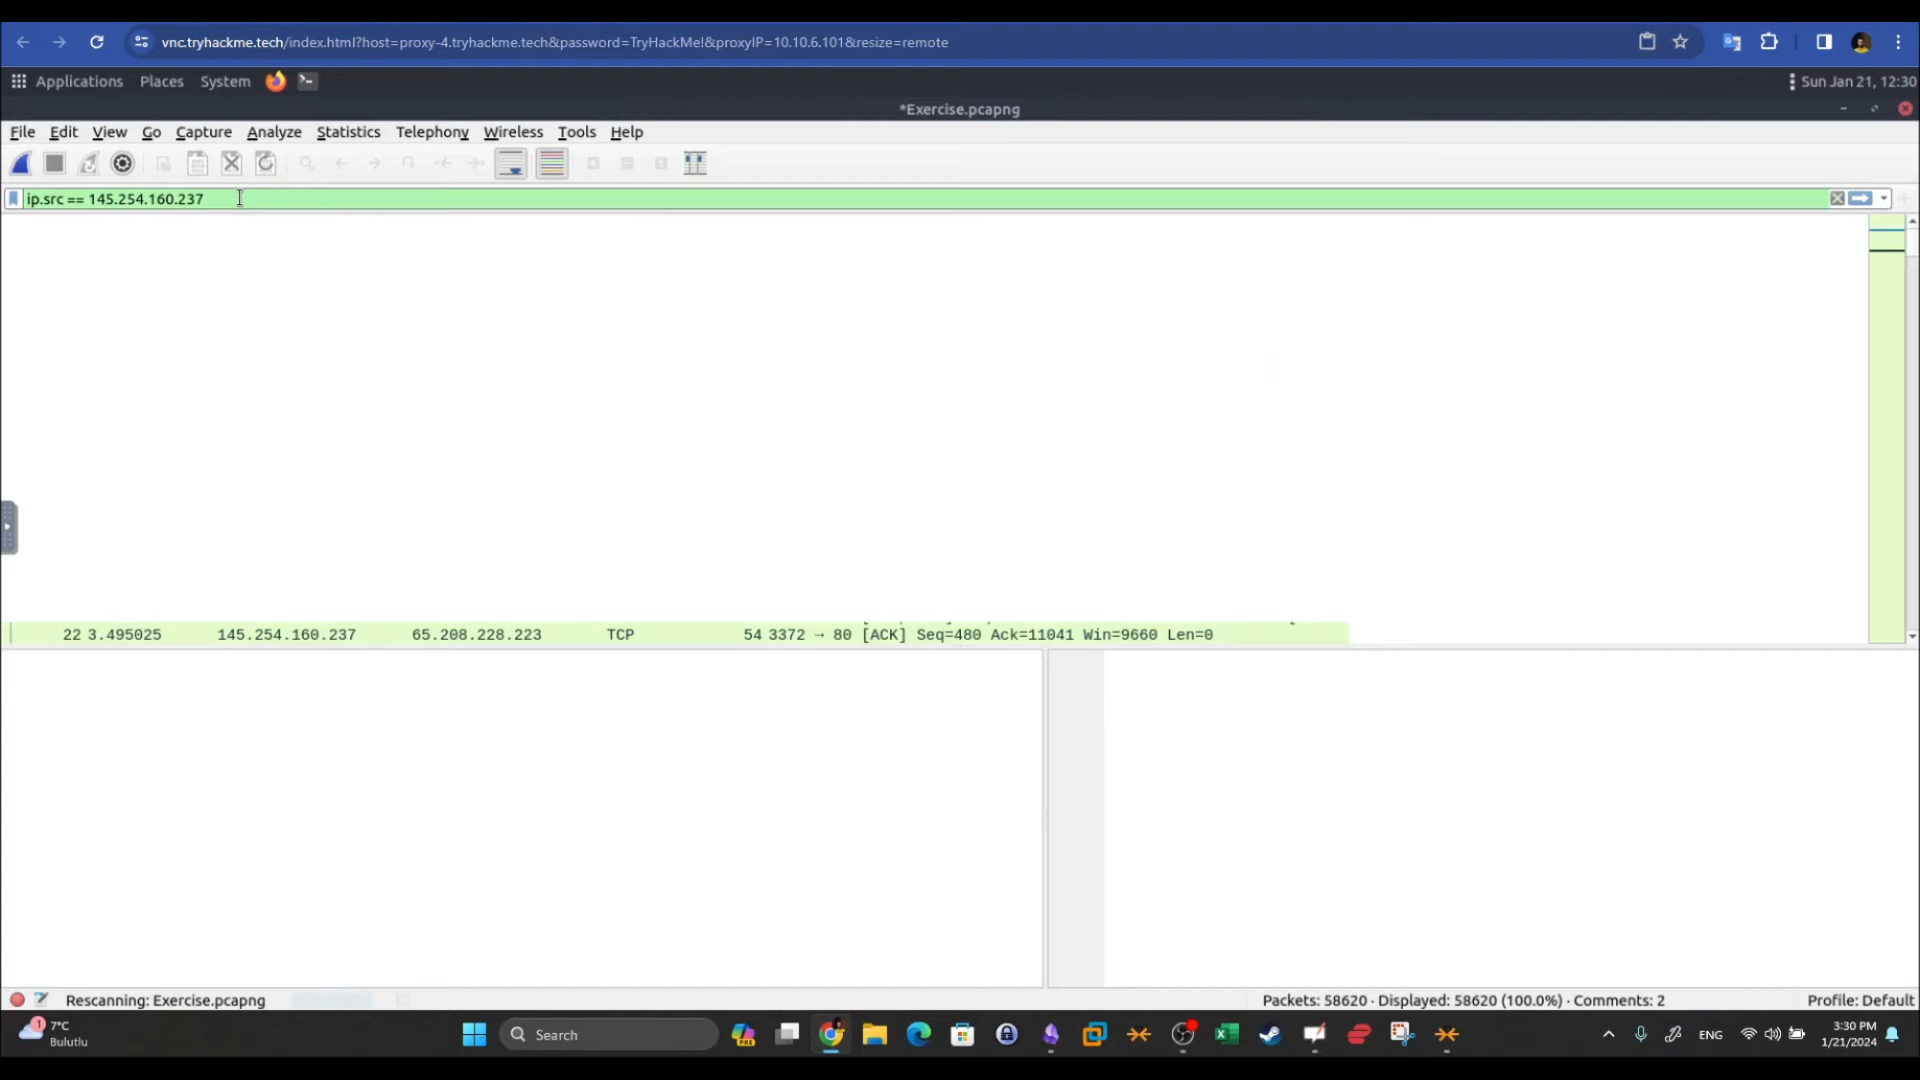 vnc.tryhackme.tech/index.html?host=proxy-4.tryhackme.tech&password=TryHackMe!&proxyIP=10.10.6.101&resize=remote
Applications Places System Sun Jan 21, 12:30
*Exercise.pcapng
File Edit View Go Capture Analyze Statistics Telephony Wireless Tools Help
ip.src == 145.254.160.237
22 3.495025 145.254.160.237 65.208.228.223 TCP 54 3372 → 80 [ACK] Seq=480 Ack=11041 Win=9660 Len=0
Rescanning: Exercise.pcapng Packets: 58620 · Displayed: 58620 (100.0%) · Comments: 2 Profile: Default
1 7°C Search ENG 3:30 PM
Bulutlu 1/21/2024